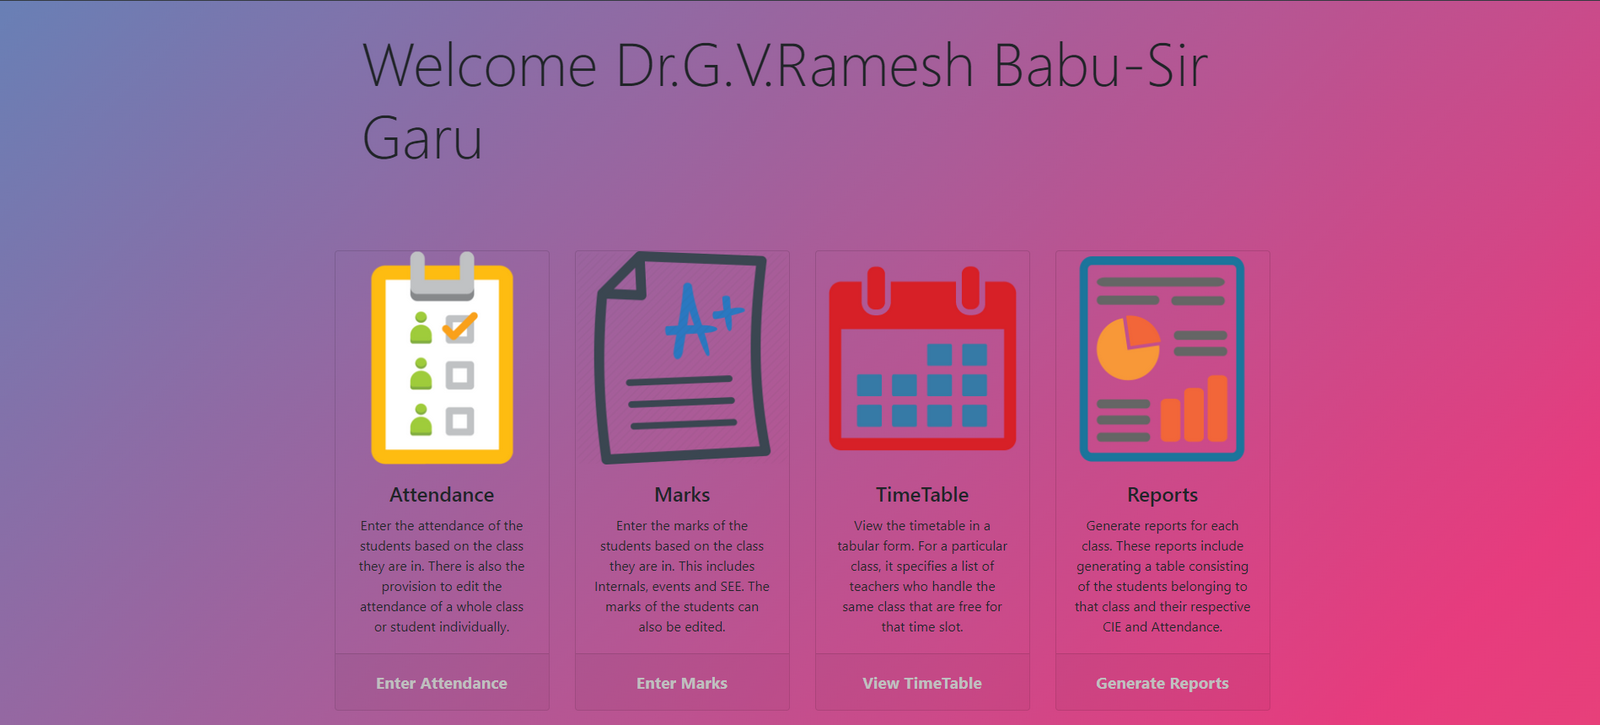 Welcome Dr.G.V.Ramesh Babu-Sir
Garu
A+
Attendance
Enter the attendance of the
students based on the class
they are in. There is also the
provision to edit the
attendance of a whole class
or student individually.
Enter Attendance
Marks
Enter the marks of the
students based on the class
they are in. This includes
Internals, events and SEE. The
marks of the students can
also be edited.
Enter Marks
TimeTable
View the timetable in a
tabular form. For a particular
class, it specifies a list of
teachers who handle the
same class that are free for
that time slot.
View TimeTable
Reports
Generate reports for each
class. These reports include
generating a table consisting
of the students belonging to
that class and their respective
CIE and Attendance.
Generate Reports